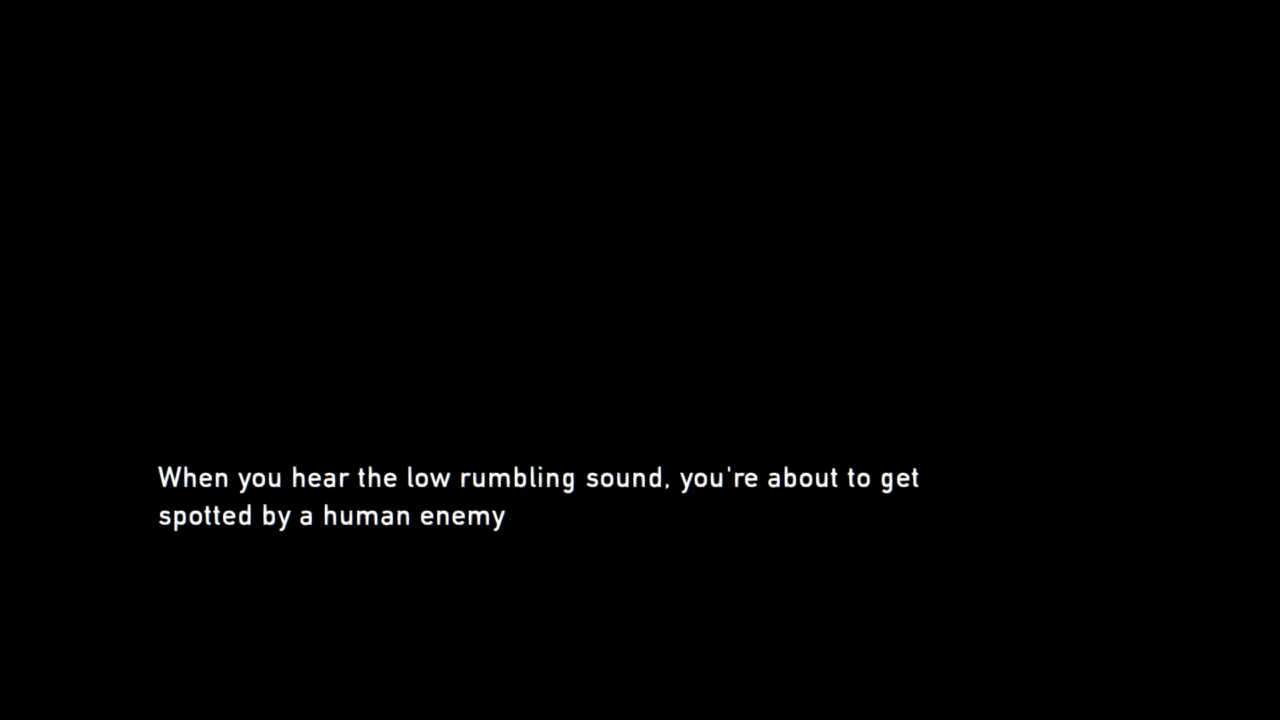 When you hear the low rumbling sound, you're about to get
spotted by a human enemy